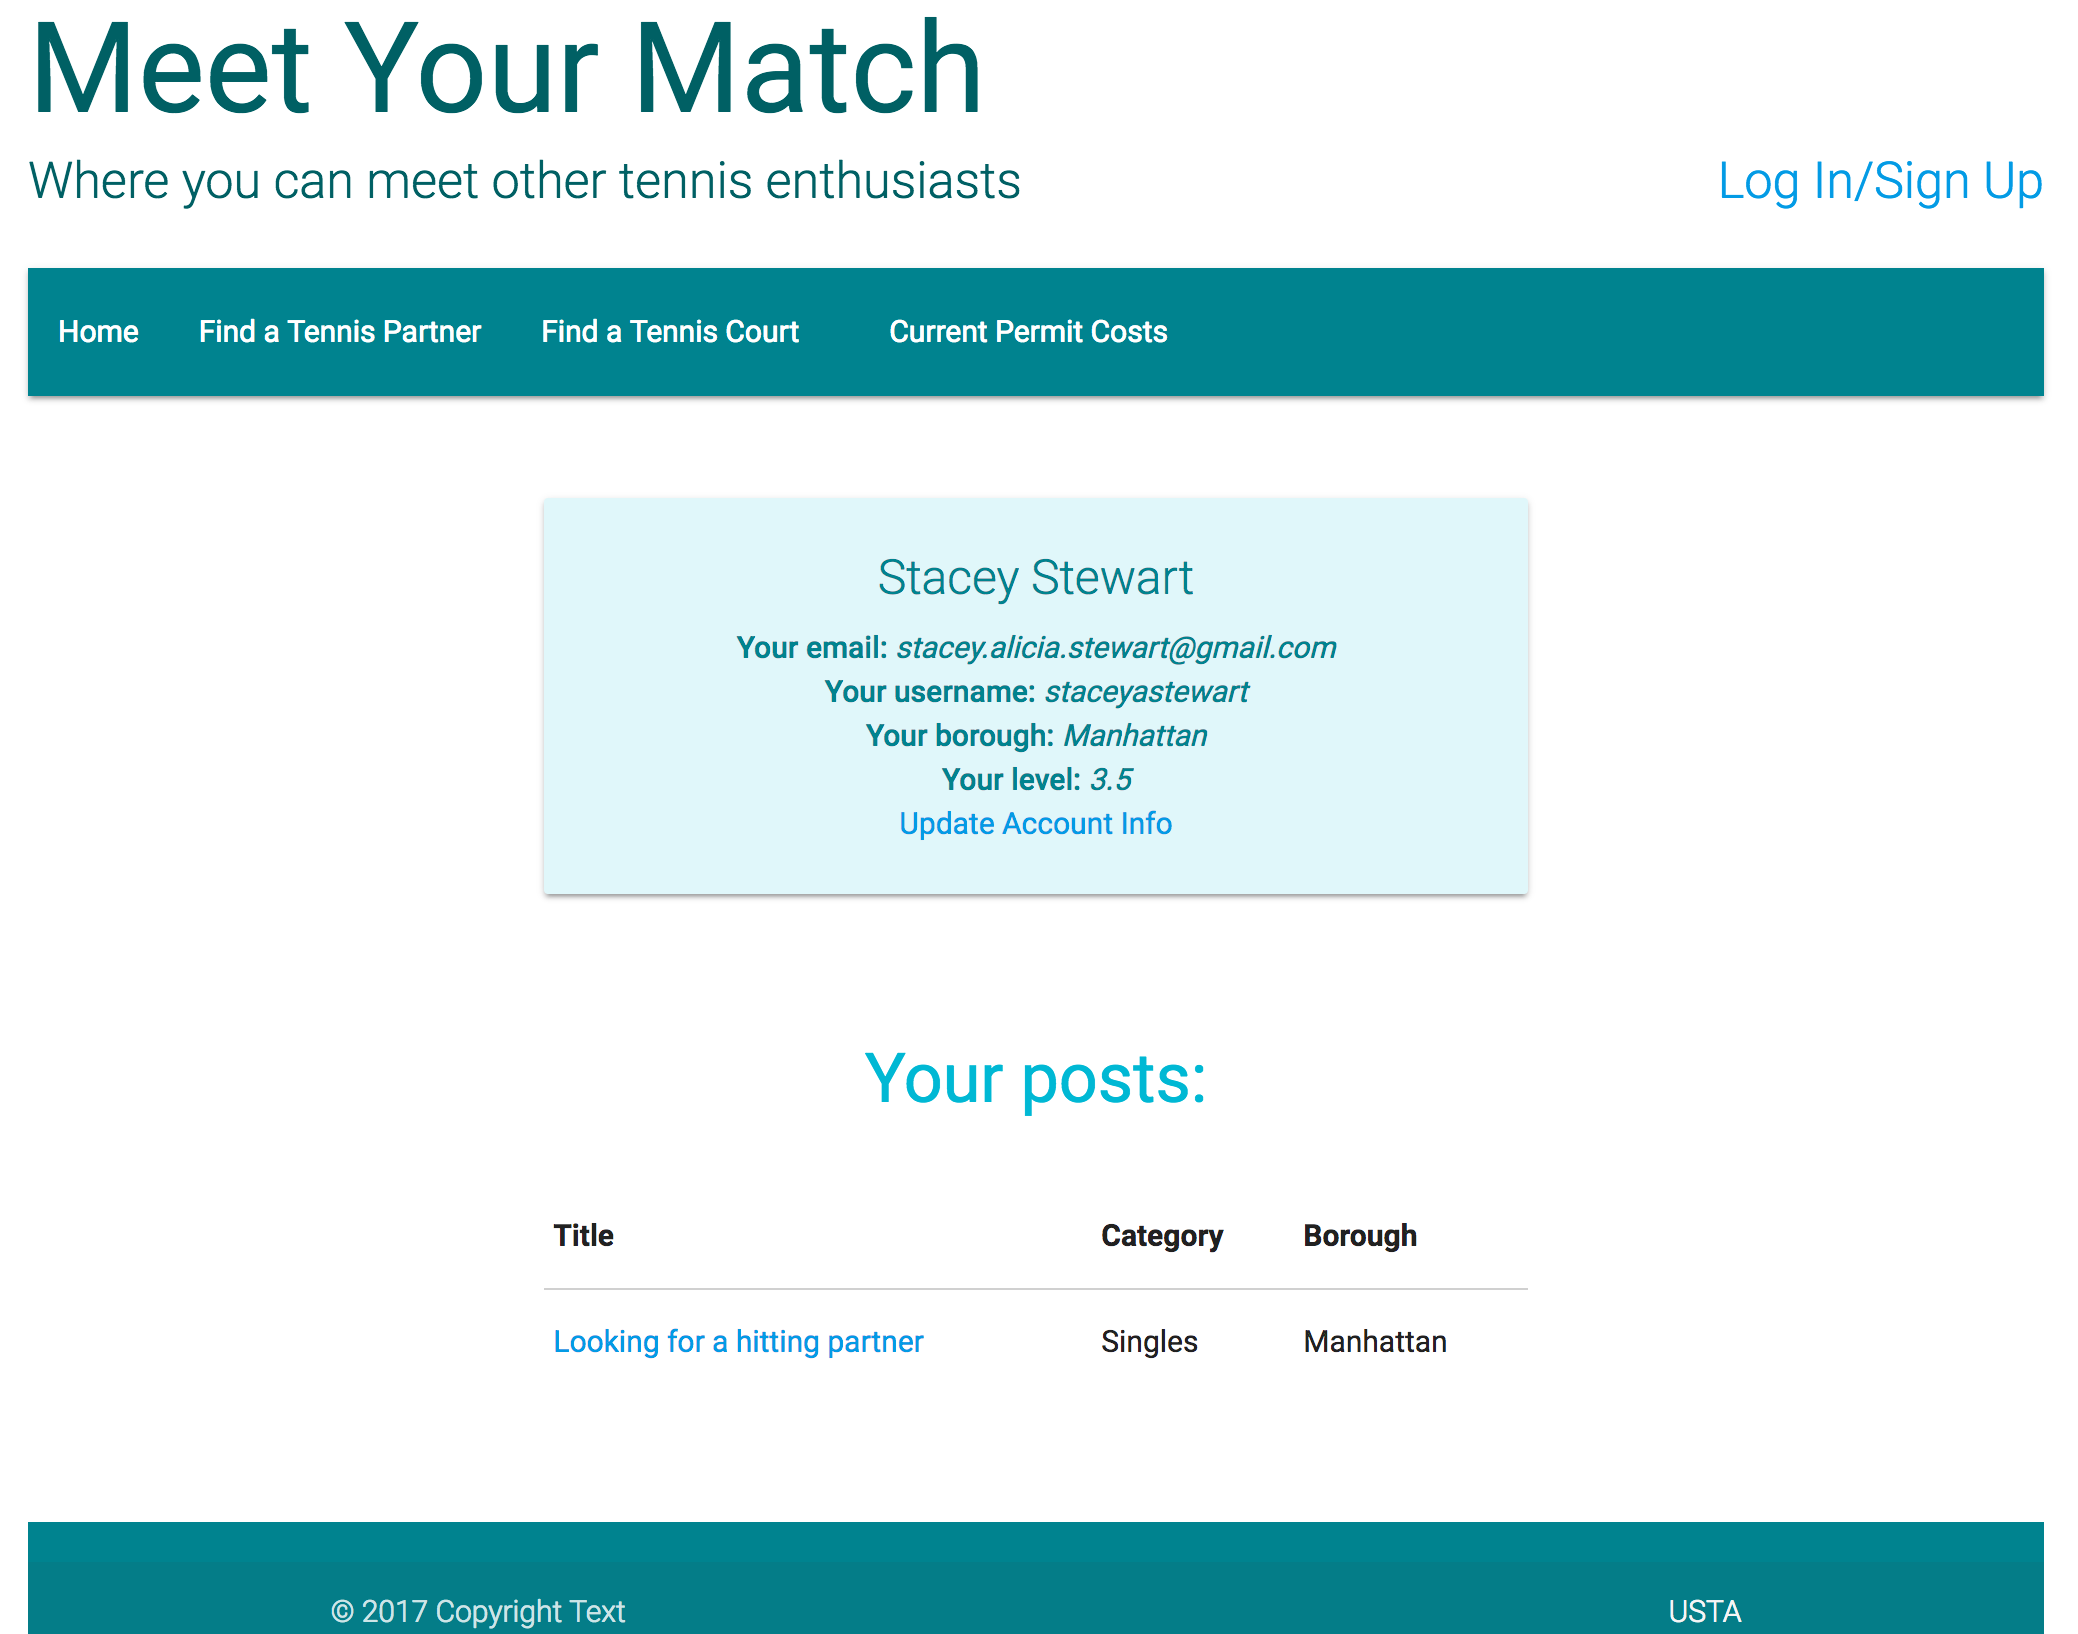 Meet Your Match
Where you can meet other tennis enthusiasts
Log In/Sign Up
Home
Find a Tennis Partner
Find a Tennis Court
Current Permit Costs
Stacey Stewart
Your email: stacey.alicia.stewart@gmail.com
Your username: staceyastewart
Your borough: Manhattan
Your level: 3.5
Update Account Info
Your posts:
Title Category Borough
Looking for a hitting partner Singles Manhattan
© 2017 Copyright Text
USTA